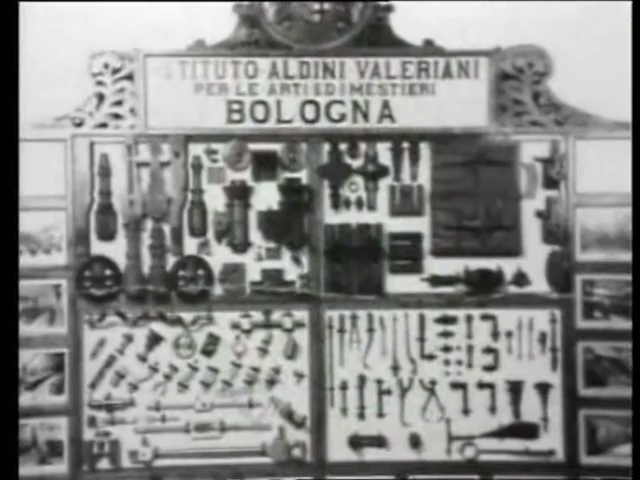 ISTITUTO ALDINI VALERIANI
PER LE ARTI ED I MESTIERI
BOLOGNA